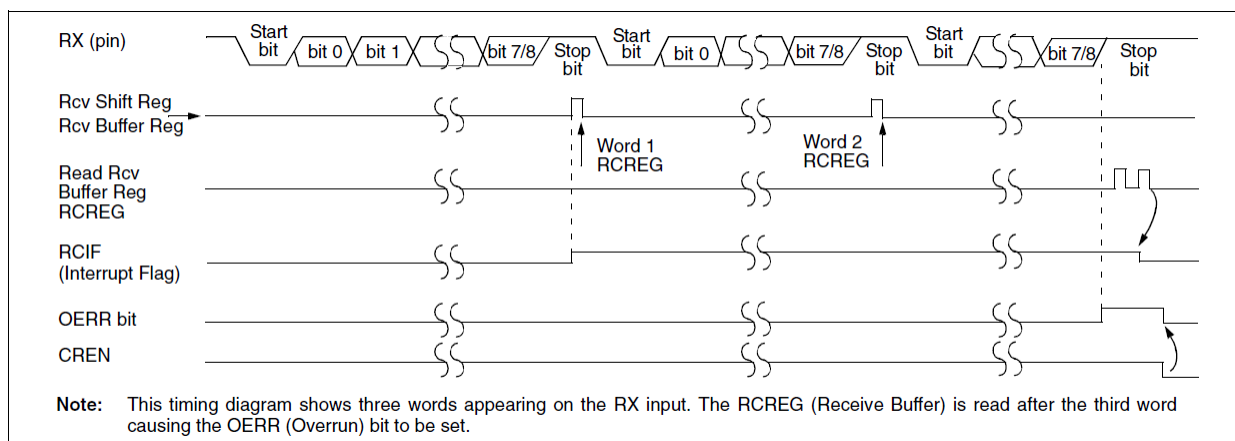 RX (pin)
Start bit
bit 0
bit 1
bit 7/8
Stop bit
Start bit
bit 0
bit 7/8
Stop bit
Start bit
bit 7/8
Stop bit
Rcv Shift Reg
Rcv Buffer Reg
Word 1
RCREG
Word 2
RCREG
Read Rcv
Buffer Reg
RCREG
RCIF
(Interrupt Flag)
OERR bit
CREN
Note: This timing diagram shows three words appearing on the RX input. The RCREG (Receive Buffer) is read after the third word
causing the OERR (Overrun) bit to be set.